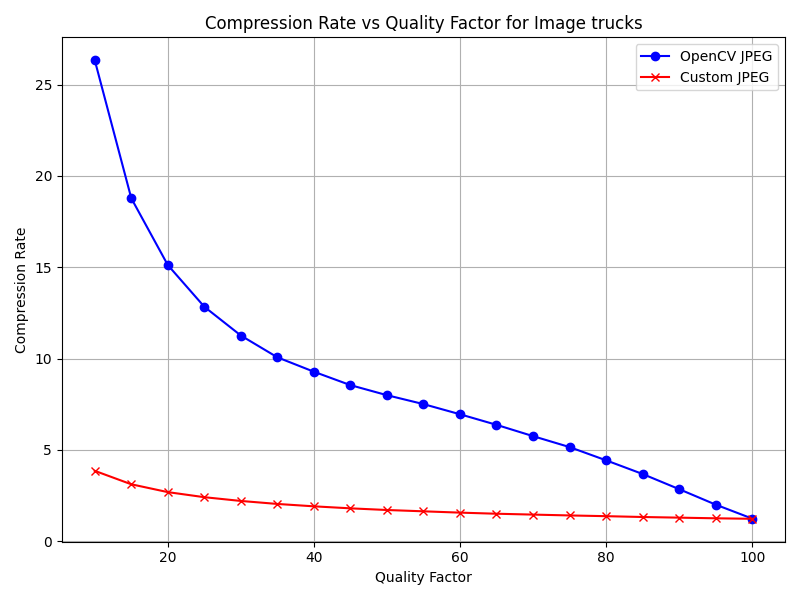 Compression Rate vs Quality Factor for Image trucks
OpenCV JPEG
Custom JPEG
Compression Rate
25
20
15
10
5
0
20 40 60 80 100
Quality Factor